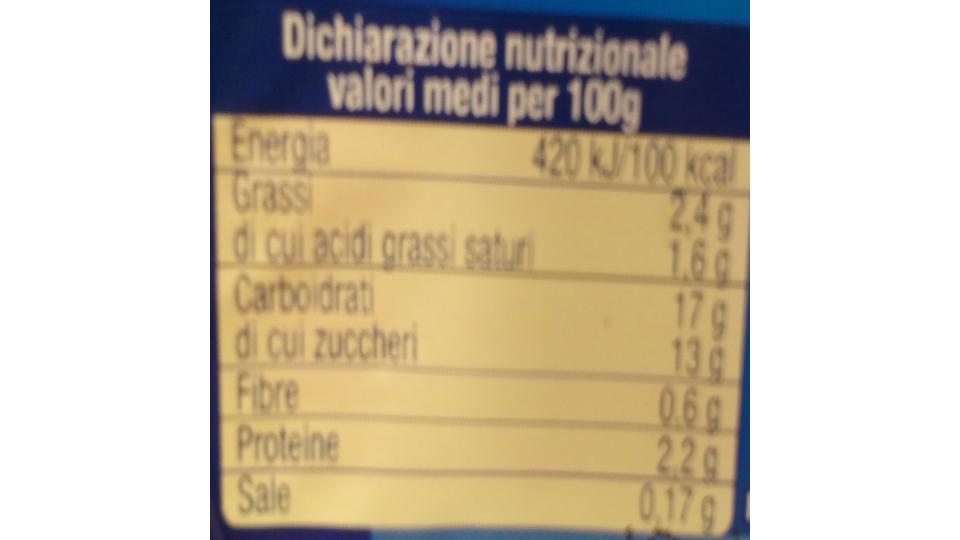 Dichiarazione nutrizionale
valori medi per 100g
Energia 420 kJ/100 kcal
Grassi 2,4 g
di cui acidi grassi saturi 1,6 g
Carboidrati 17 g
di cui zuccheri 13 g
Fibre 0,6 g
Proteine 2,2 g
Sale 0,17 g